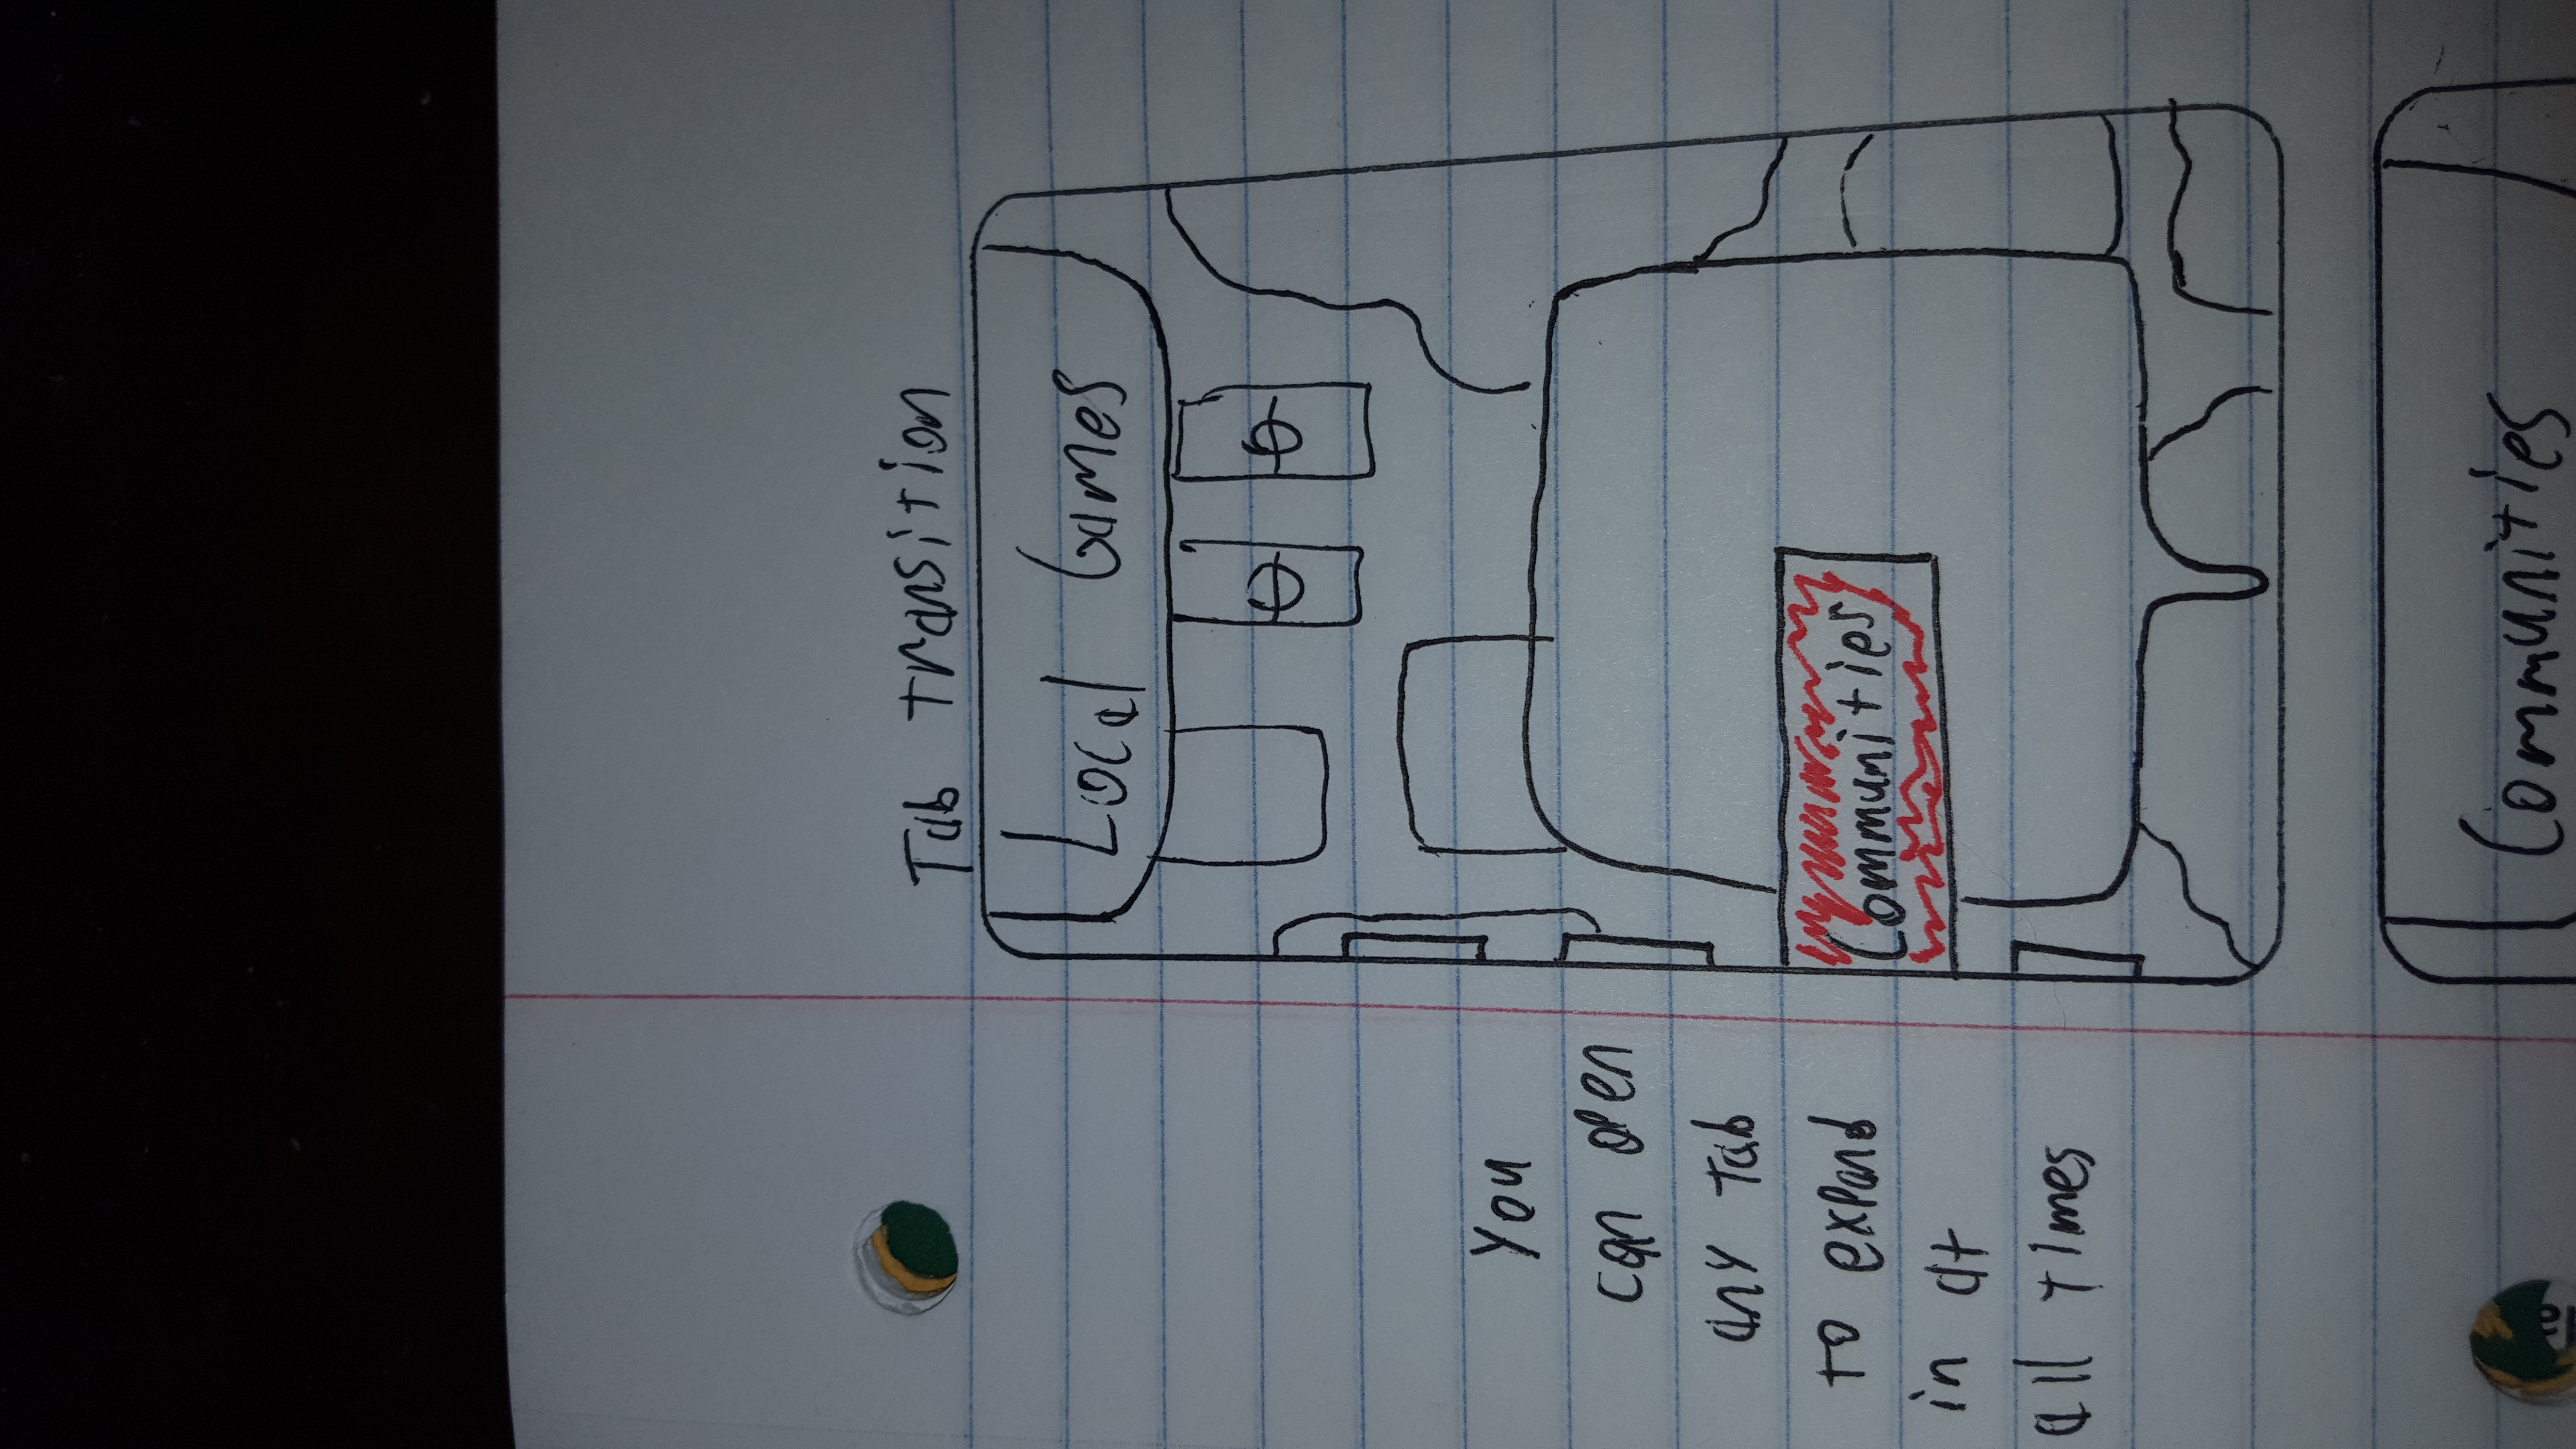 Tab transition
Local Games
You
can open
any tab
to expand
in at
all times
Communities
Communities